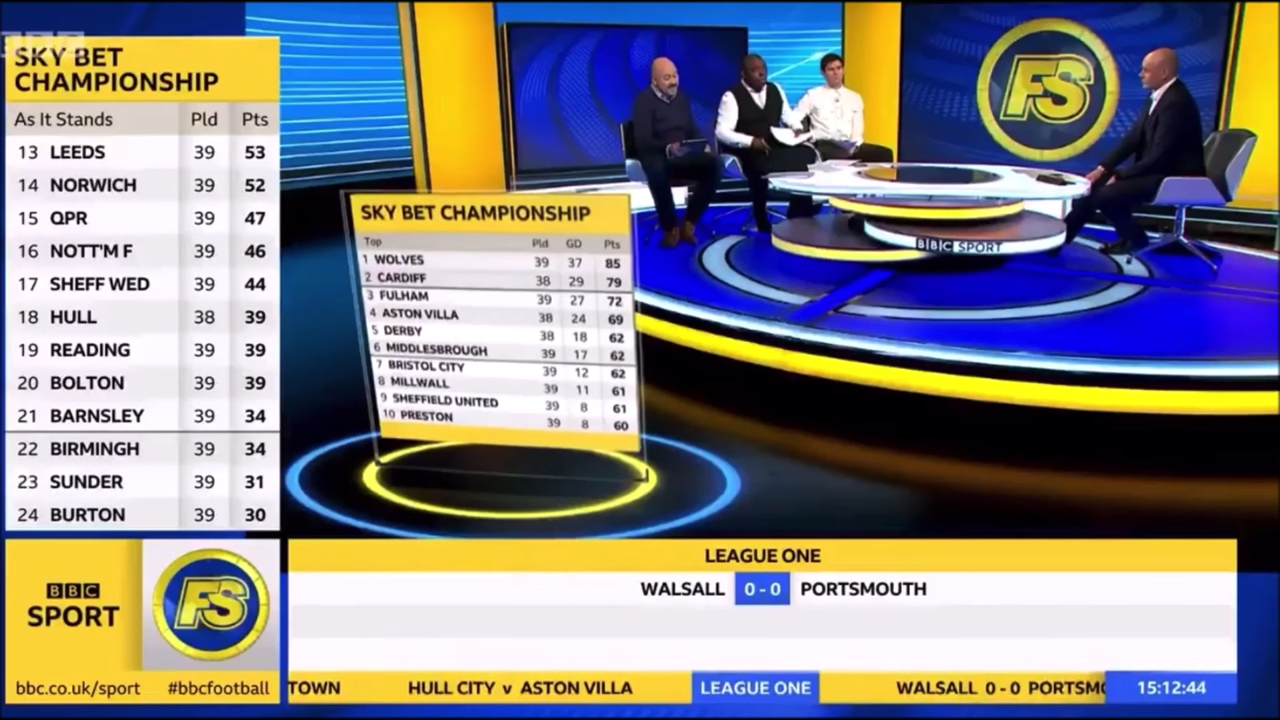 SKY BET
CHAMPIONSHIP
As It Stands Pld Pts
13 LEEDS 39 53
14 NORWICH 39 52
15 QPR 39 47
16 NOTT'M F 39 46
17 SHEFF WED 39 44
18 HULL 38 39
19 READING 39 39
20 BOLTON 39 39
21 BARNSLEY 39 34
22 BIRMINGH 39 34
23 SUNDER 39 31
24 BURTON 39 30
SKY BET CHAMPIONSHIP
Top Pld GD Pts
1 WOLVES 39 37 85
2 CARDIFF 38 29 79
3 FULHAM 39 27 72
4 ASTON VILLA 38 24 69
5 DERBY 38 18 62
6 MIDDLESBROUGH 39 17 62
7 BRISTOL CITY 39 12 62
8 MILLWALL 39 11 61
9 SHEFFIELD UNITED 39 8 61
10 PRESTON 39 8 60
FS
BBC SPORT
BBC
SPORT
FS
bbc.co.uk/sport #bbcfootball
LEAGUE ONE
WALSALL 0 - 0 PORTSMOUTH
TOWN HULL CITY v ASTON VILLA LEAGUE ONE WALSALL 0 - 0 PORTSMO 15:12:44